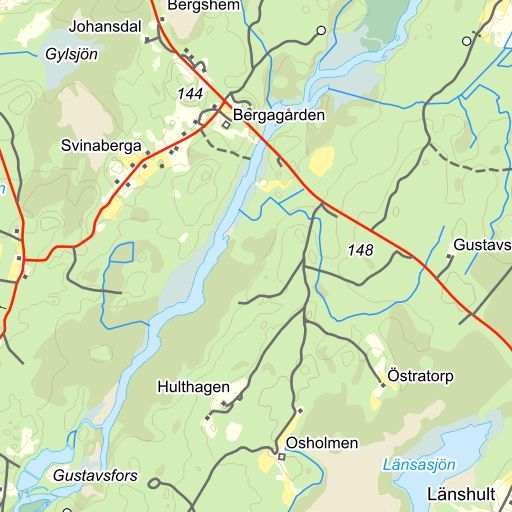 Bergshem
Johansdal
Gylsjön
144
Bergagården
Svinaberga
148
Gustavs
Hulthagen
Östratorp
Osholmen
Länsasjön
Gustavsfors
Länshult